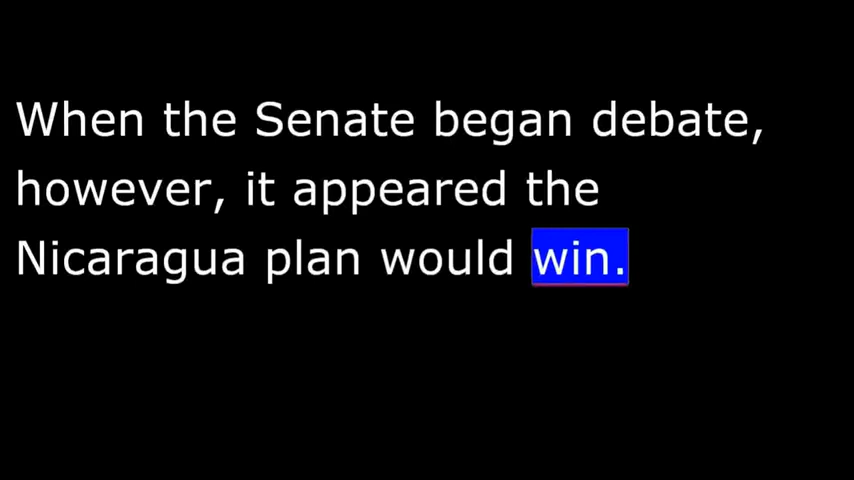 When the Senate began debate,
however, it appeared the
Nicaragua plan would win.